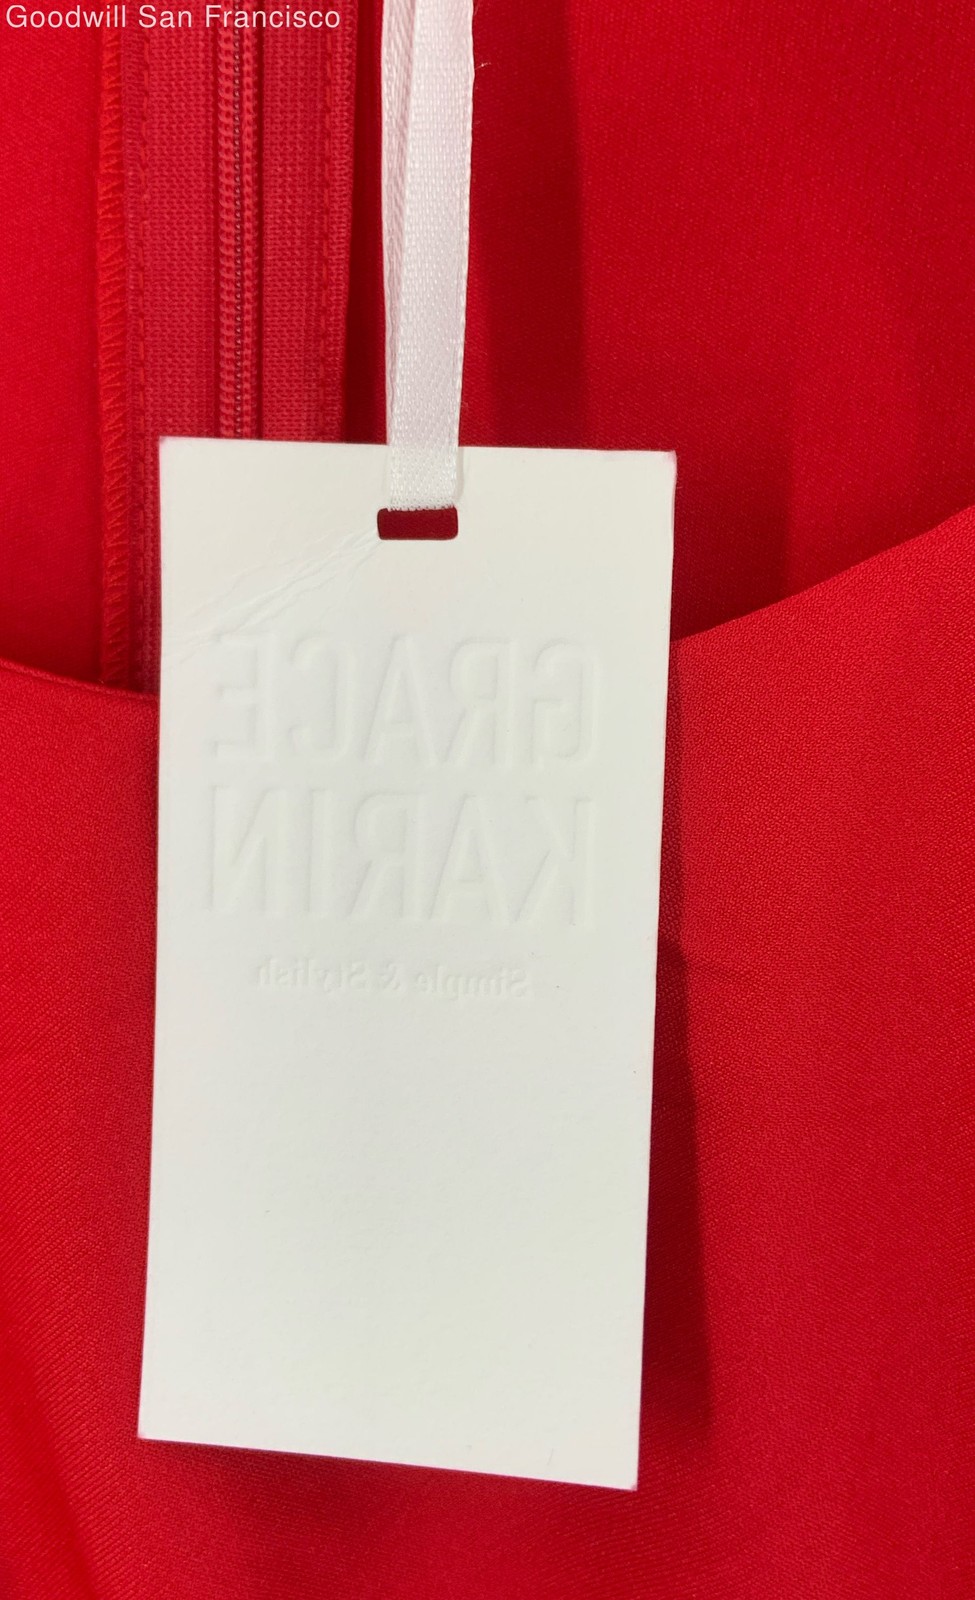 Goodwill San Francisco
GRACE
KARIN
Simple & Stylish